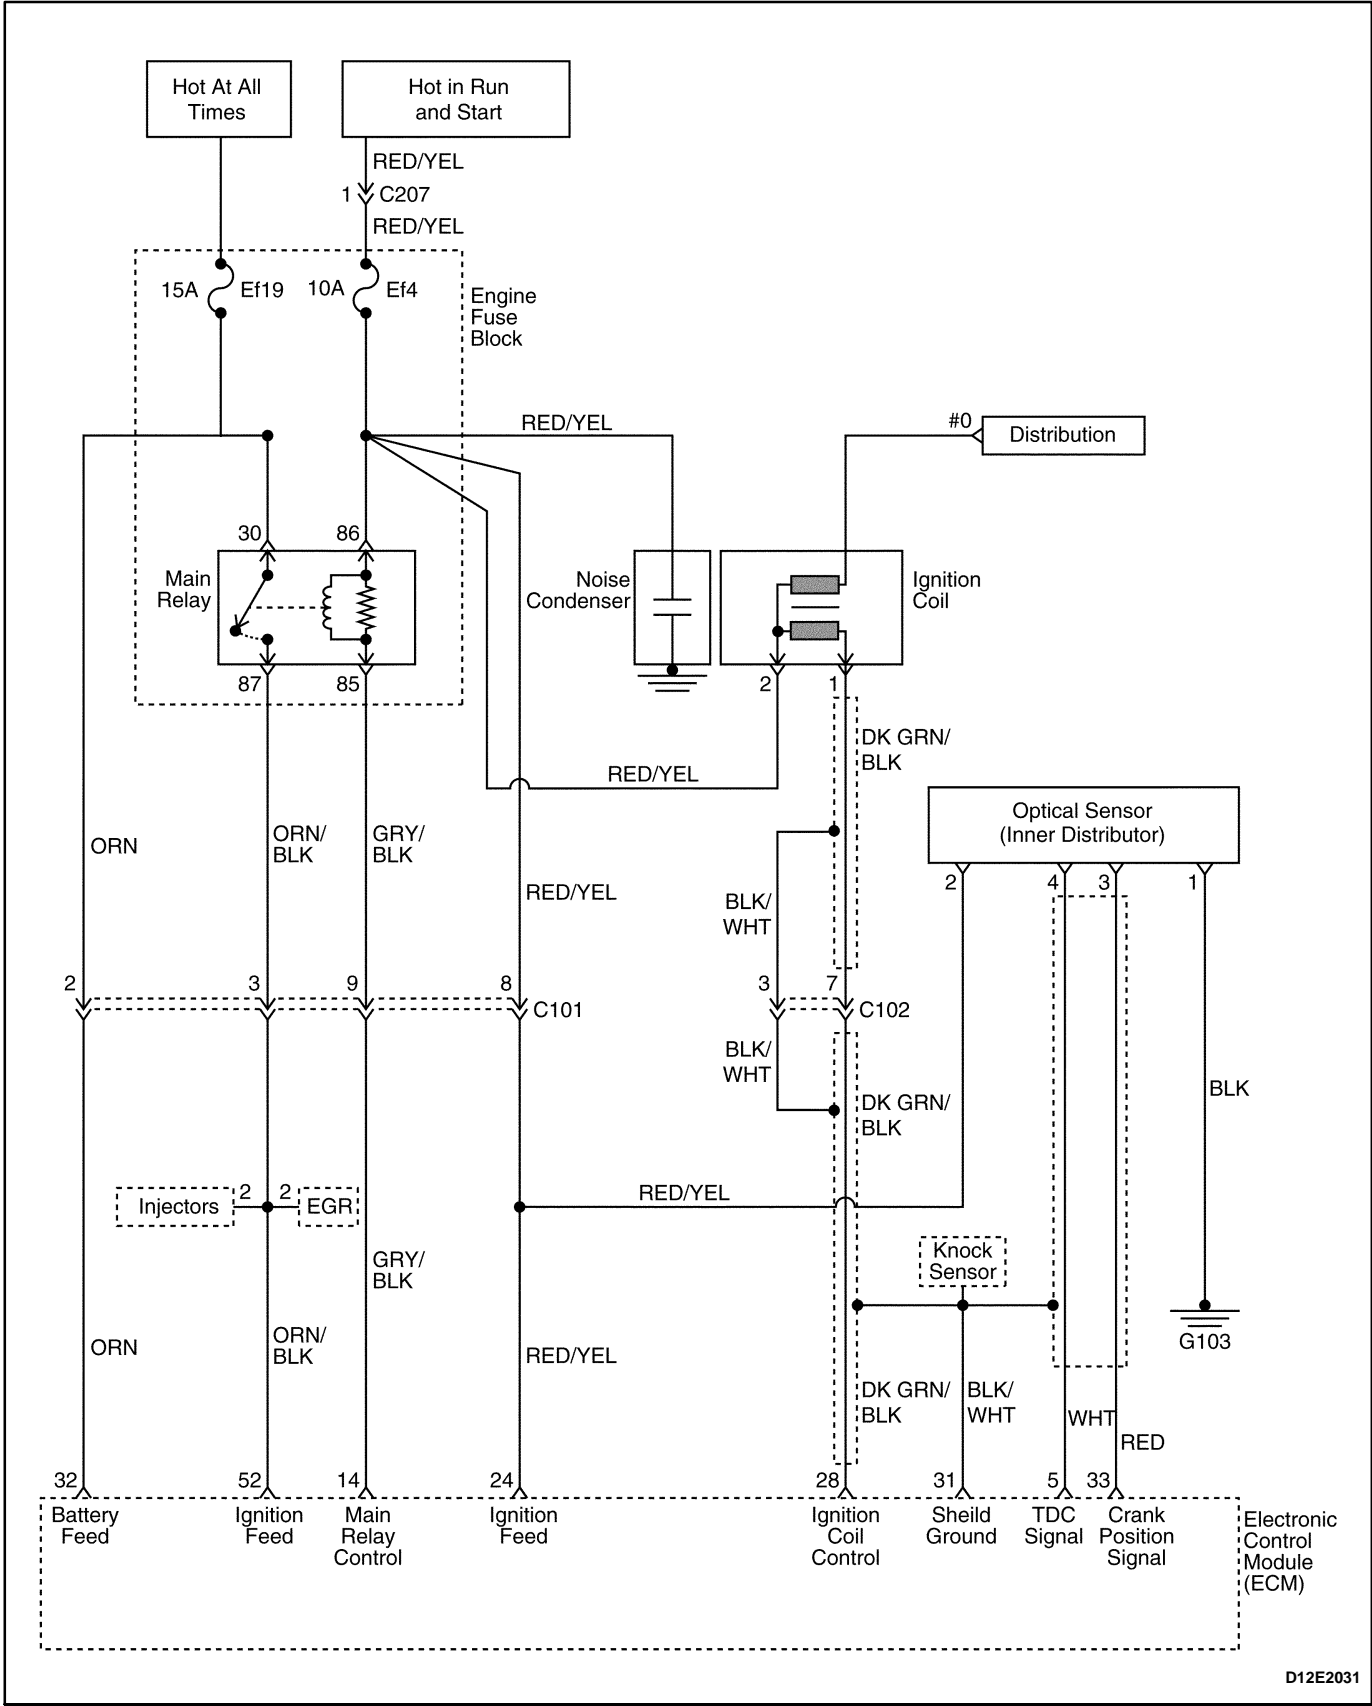 Hot At All
Times
Hot in Run
and Start
RED/YEL
1 C207
RED/YEL
15A Ef19 10A Ef4
Engine
Fuse
Block
RED/YEL
#0 Distribution
30 86
Main
Relay
Noise
Condenser
Ignition
Coil
87 85 2 1
DK GRN/
BLK
RED/YEL
Optical Sensor
(Inner Distributor)
ORN
ORN/
BLK
GRY/
BLK
RED/YEL
2 4 3 1
BLK/
WHT
2 3 9 8 C101
3 7 C102
BLK/
WHT
DK GRN/
BLK
BLK
Injectors 2 2 EGR
RED/YEL
GRY/
BLK
Knock
Sensor
G103
ORN
ORN/
BLK
RED/YEL
DK GRN/
BLK
BLK/
WHT
WHT
RED
32 52 14 24 28 31 5 33
Battery
Feed
Ignition
Feed
Main
Relay
Control
Ignition
Feed
Ignition
Coil
Control
Sheild
Ground
TDC
Signal
Crank
Position
Signal
Electronic
Control
Module
(ECM)
D12E2031